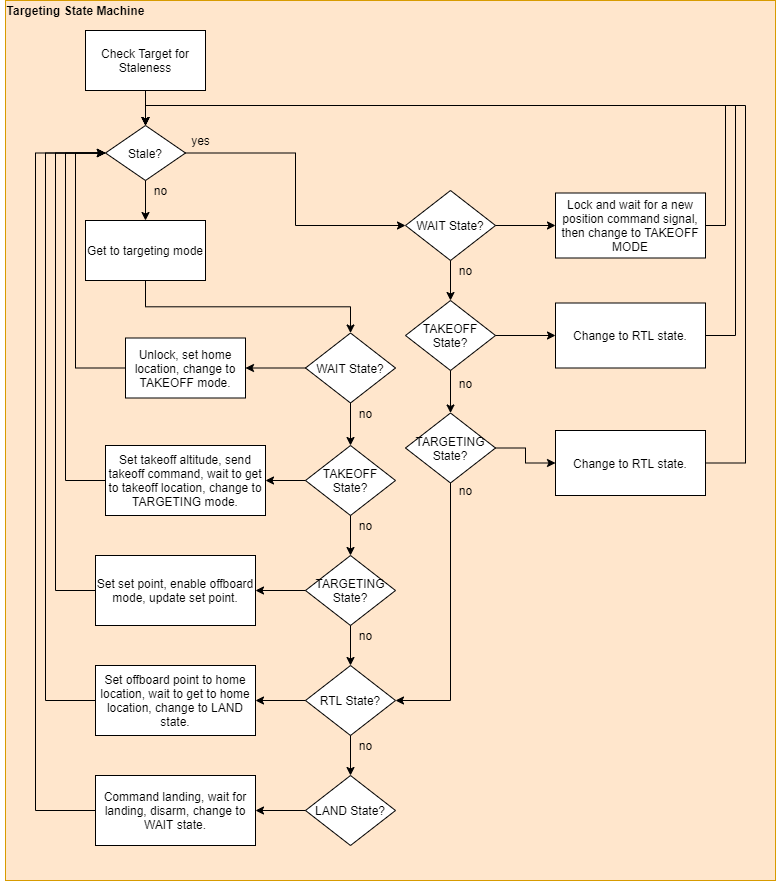 Targeting State Machine
Check Target for
Staleness
Stale?
yes
no
Get to targeting mode
WAIT State?
Lock and wait for a new
position command signal,
then change to TAKEOFF
MODE
no
TAKEOFF
State?
Change to RTL state.
no
TARGETING
State?
Change to RTL state.
no
WAIT State?
Unlock, set home
location, change to
TAKEOFF mode.
no
TAKEOFF
State?
Set takeoff altitude, send
takeoff command, wait to get
to takeoff location, change to
TARGETING mode.
no
TARGETING
State?
Set set point, enable offboard
mode, update set point.
no
RTL State?
Set offboard point to home
location, wait to get to home
location, change to LAND
state.
no
LAND State?
Command landing, wait for
landing, disarm, change to
WAIT state.